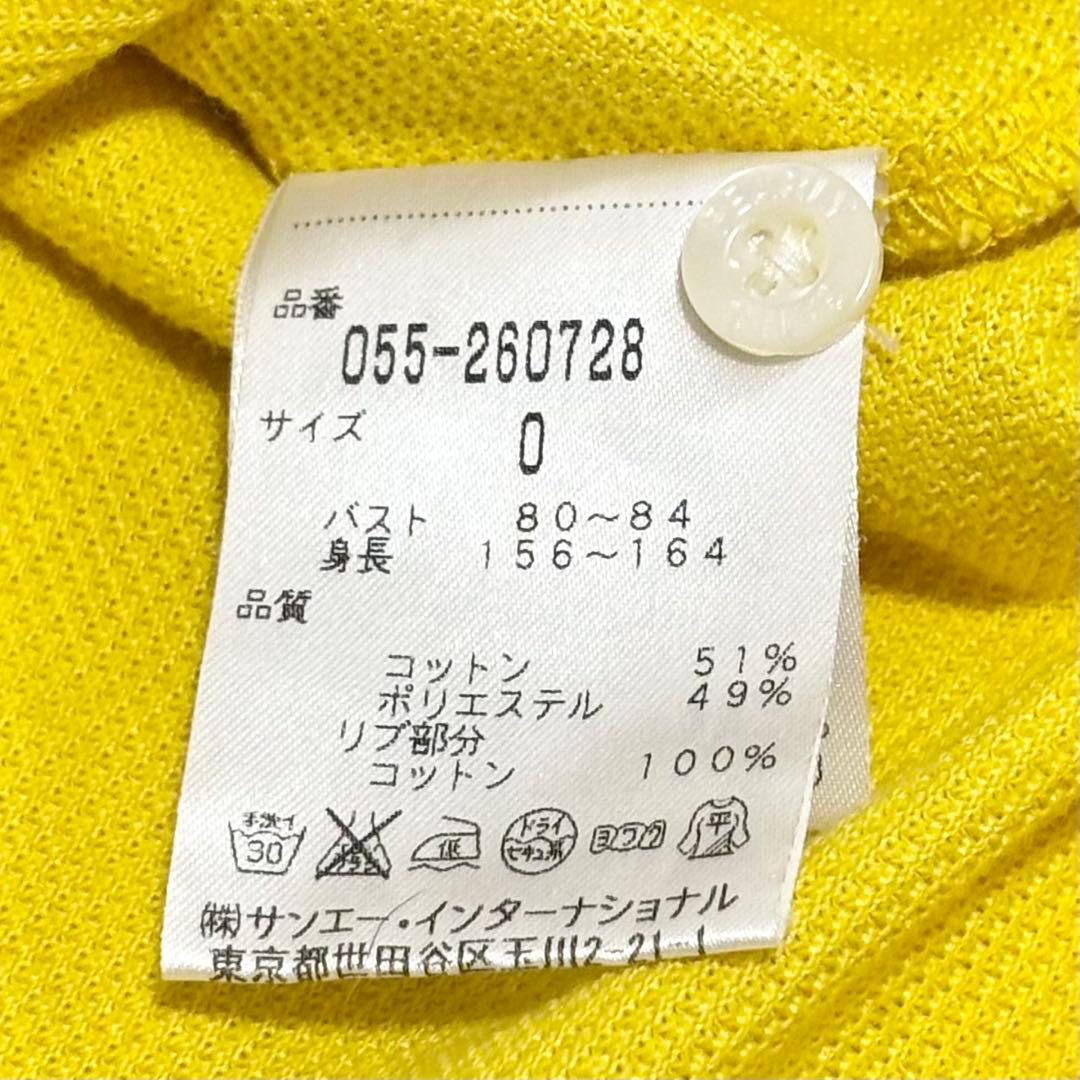 品番
055-260728
サイズ 0
バスト 80～84
身長 156～164
品質
コットン 51%
ポリエステル 49%
リブ部分
コットン 100%
手洗イ 30
低
ドライ セキユ系
ヨワク
平
㈱サンエー・インターナショナル
東京都世田谷区玉川2-21-1